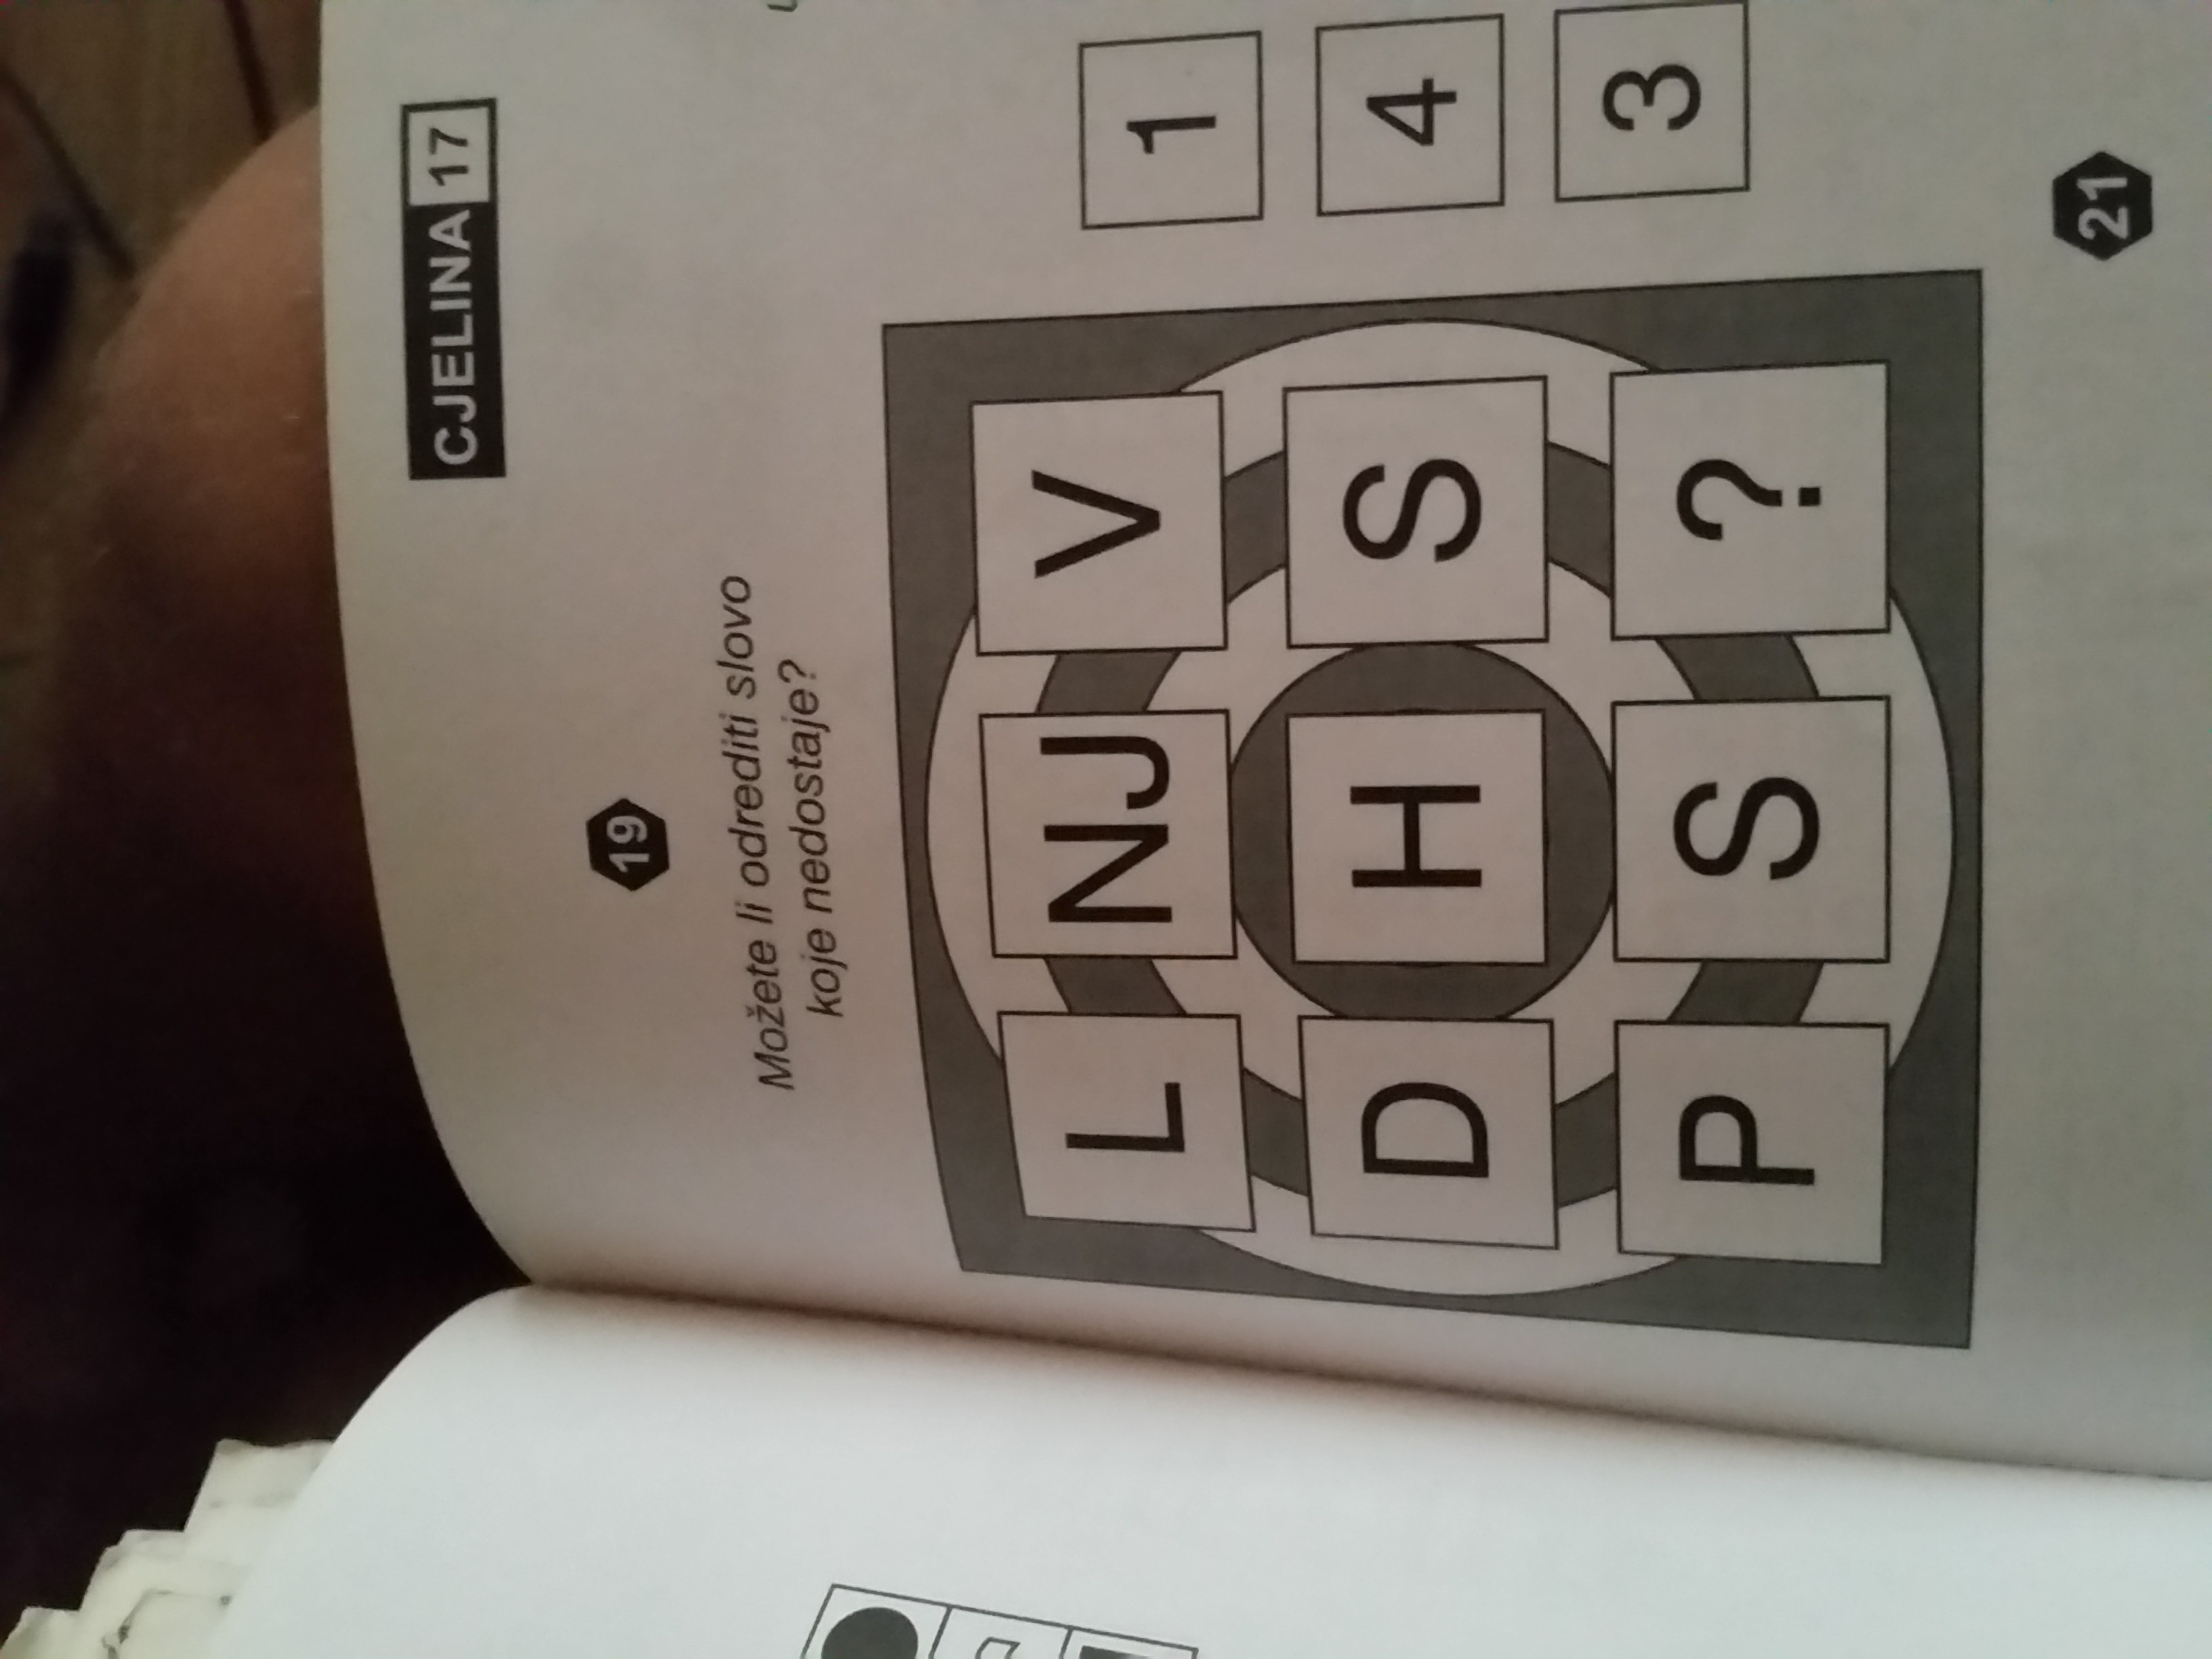 CJELINA 17
19
Možete li odrediti slovo
koje nedostaje?
L NJ V
D H S
P S ?
1
4
3
21